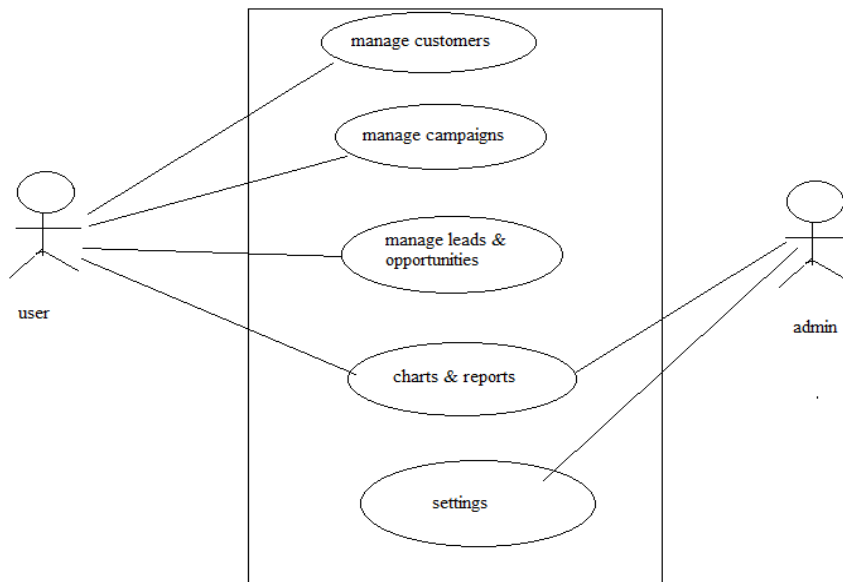 manage customers
manage campaigns
manage leads &
opportunities
user
admin
charts & reports
settings